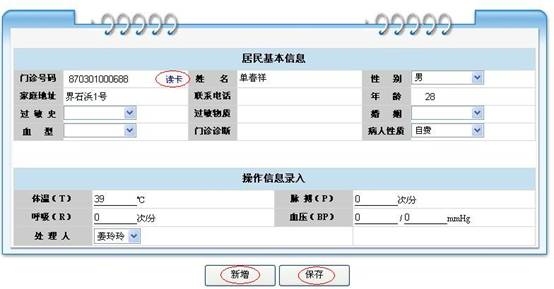 居民基本信息
门诊号码 870301000688 读卡 姓 名 单春祥 性 别 男
家庭地址 界石浜1号 联系电话 年 龄 28
过 敏 史 过敏物质 婚 姻
血 型 门诊诊断 病人性质 自费
操作信息录入
体温(T) 39 ℃ 脉 搏(P) 0 次/分
呼吸(R) 0 次/分 血压(BP) 0 / 0 mmHg
处 理 人 姜玲玲
新增 保存